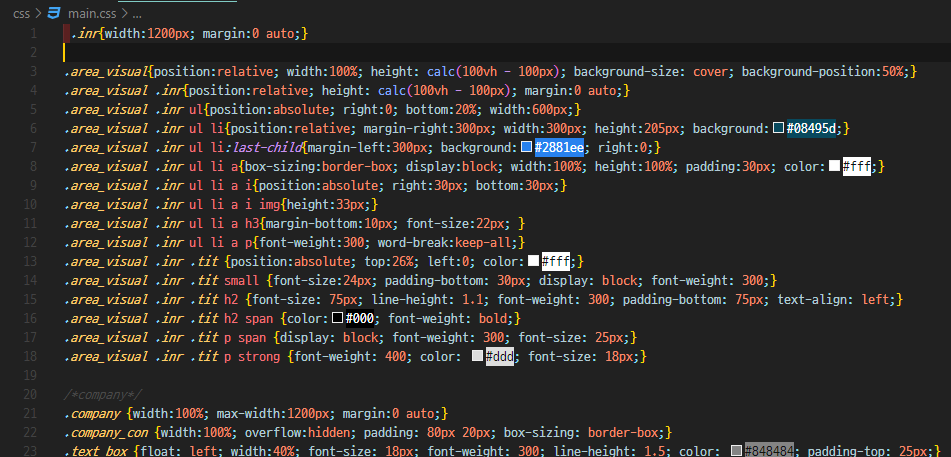 css > main.css > ...
1 .inr{width:1200px; margin:0 auto;}
2
3 .area_visual{position:relative; width:100%; height: calc(100vh - 100px); background-size: cover; background-position:50%;}
4 .area_visual .inr{position:relative; height: calc(100vh - 100px); margin:0 auto;}
5 .area_visual .inr ul{position:absolute; right:0; bottom:20%; width:600px;}
6 .area_visual .inr ul li{position:relative; margin-right:300px; width:300px; height:205px; background:#08495d;}
7 .area_visual .inr ul li:last-child{margin-left:300px; background:#2881ee; right:0;}
8 .area_visual .inr ul li a{box-sizing:border-box; display:block; width:100%; height:100%; padding:30px; color:#fff;}
9 .area_visual .inr ul li a i{position:absolute; right:30px; bottom:30px;}
10 .area_visual .inr ul li a i img{height:33px;}
11 .area_visual .inr ul li a h3{margin-bottom:10px; font-size:22px; }
12 .area_visual .inr ul li a p{font-weight:300; word-break:keep-all;}
13 .area_visual .inr .tit {position:absolute; top:26%; left:0; color:#fff;}
14 .area_visual .inr .tit small {font-size:24px; padding-bottom: 30px; display: block; font-weight: 300;}
15 .area_visual .inr .tit h2 {font-size: 75px; line-height: 1.1; font-weight: 300; padding-bottom: 75px; text-align: left;}
16 .area_visual .inr .tit h2 span {color:#000; font-weight: bold;}
17 .area_visual .inr .tit p span {display: block; font-weight: 300; font-size: 25px;}
18 .area_visual .inr .tit p strong {font-weight: 400; color: #ddd; font-size: 18px;}
19
20 /*company*/
21 .company {width:100%; max-width:1200px; margin:0 auto;}
22 .company_con {width:100%; overflow:hidden; padding: 80px 20px; box-sizing: border-box;}
23 .text_box {float: left; width:40%; font-size: 18px; font-weight: 300; line-height: 1.5; color: #848484; padding-top: 25px;}